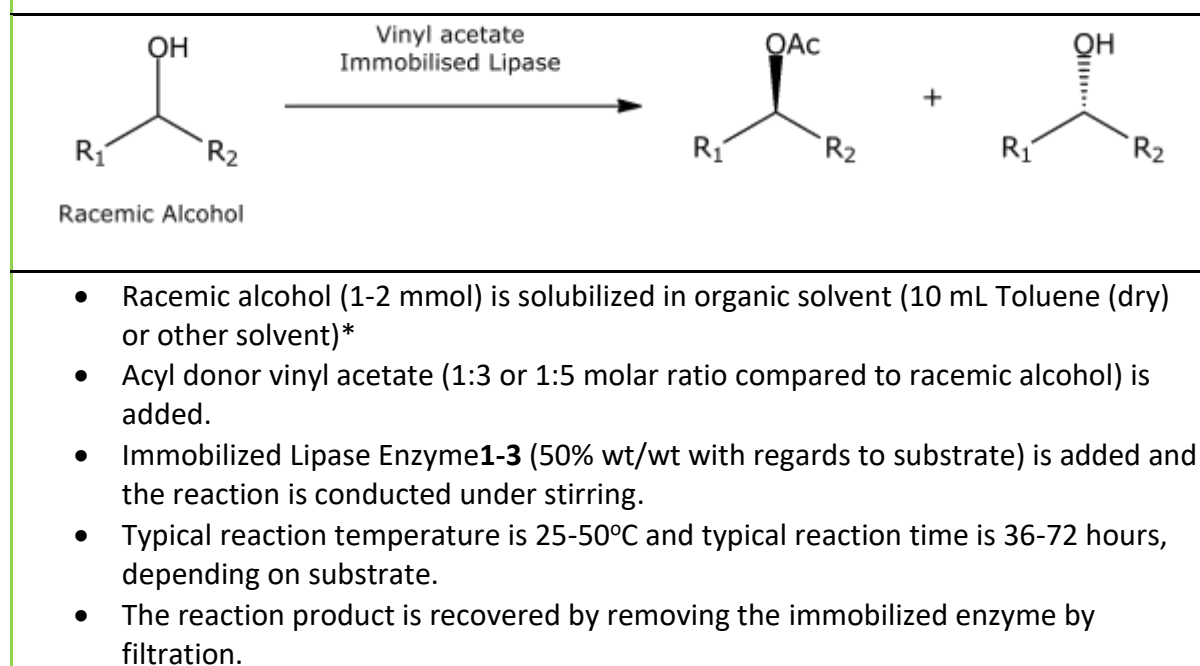 OH
Vinyl acetate
Immobilised Lipase
OAc
OH
+
R1
R2
R1
R2
R1
R2
Racemic Alcohol
• Racemic alcohol (1-2 mmol) is solubilized in organic solvent (10 mL Toluene (dry)
or other solvent)*
• Acyl donor vinyl acetate (1:3 or 1:5 molar ratio compared to racemic alcohol) is
added.
• Immobilized Lipase Enzyme1-3 (50% wt/wt with regards to substrate) is added and
the reaction is conducted under stirring.
• Typical reaction temperature is 25-50ºC and typical reaction time is 36-72 hours,
depending on substrate.
• The reaction product is recovered by removing the immobilized enzyme by
filtration.